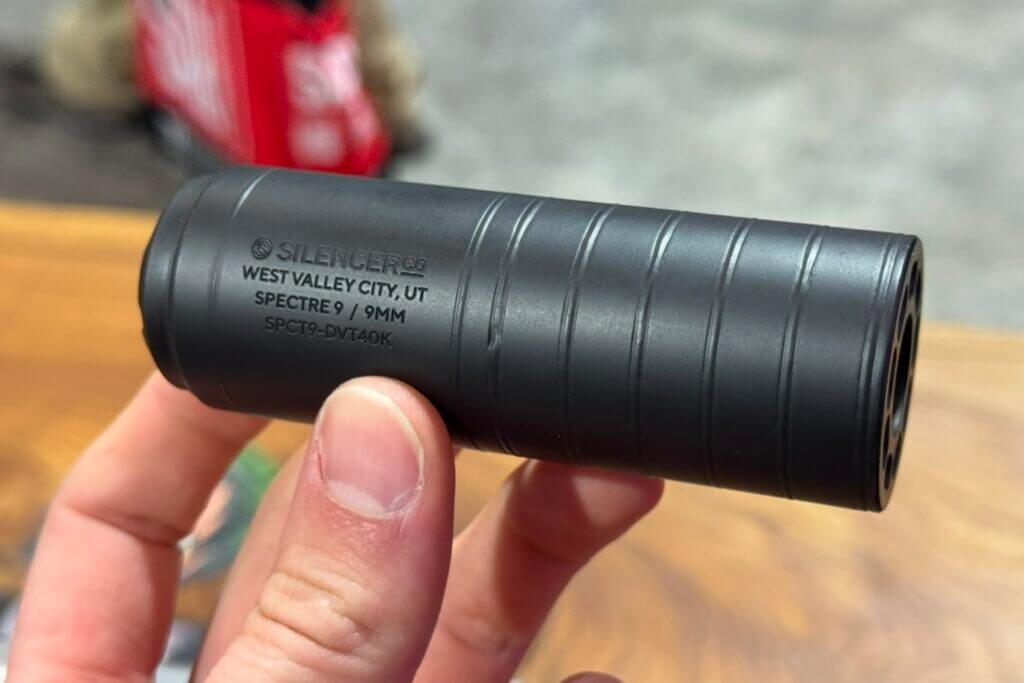 SILENCERCO
WEST VALLEY CITY, UT
SPECTRE 9 / 9MM
SPCT9-DVT40K